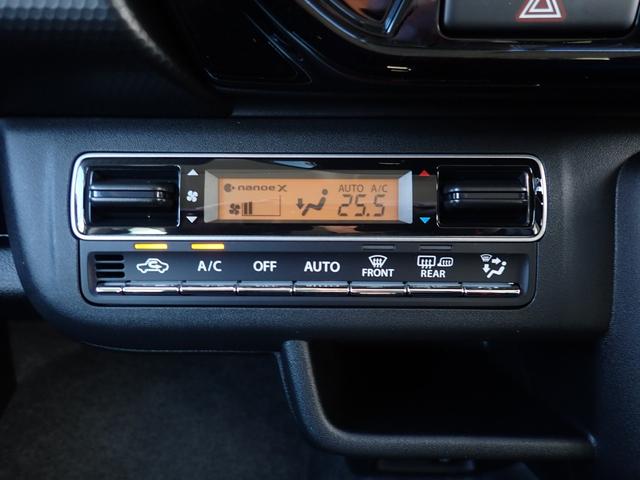 nanoe X AUTO A/C
25.5
A/C OFF AUTO FRONT REAR